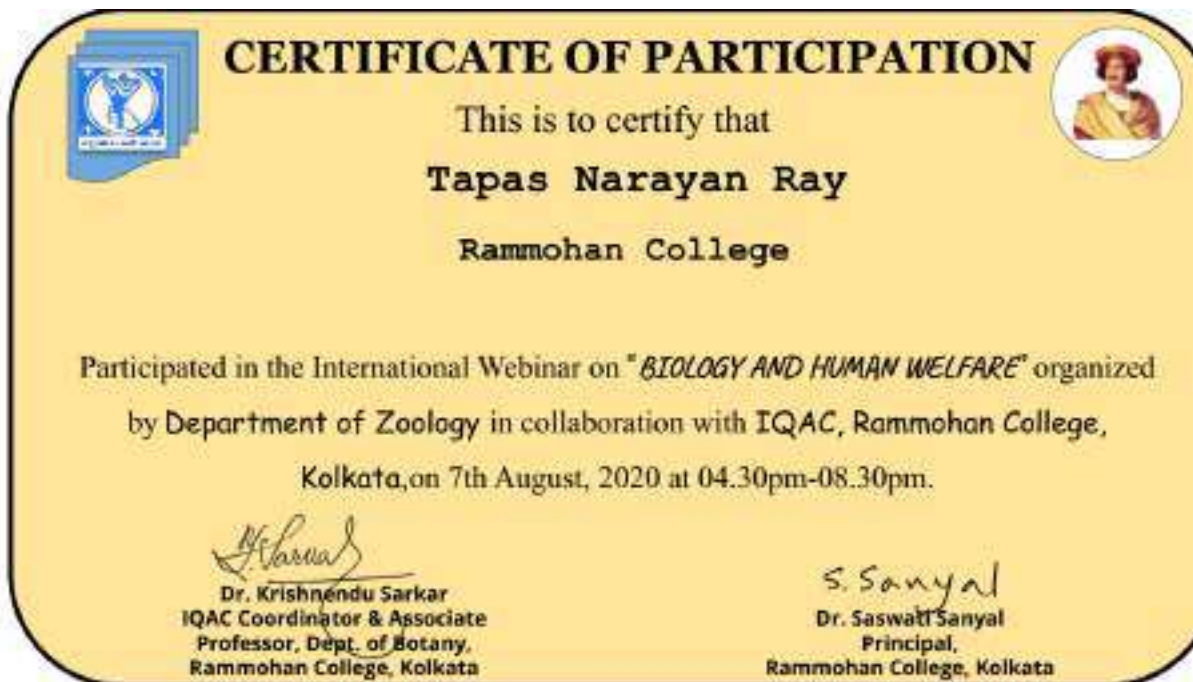 CERTIFICATE OF PARTICIPATION
This is to certify that
Tapas Narayan Ray
Rammohan College
Participated in the International Webinar on "BIOLOGY AND HUMAN WELFARE" organized
by Department of Zoology in collaboration with IQAC, Rammohan College,
Kolkata,on 7th August, 2020 at 04.30pm-08.30pm.
S. Sanyal
Dr. Krishnendu Sarkar
IQAC Coordinator & Associate
Professor, Dept. of Botany,
Rammohan College, Kolkata
Dr. Saswati Sanyal
Principal,
Rammohan College, Kolkata